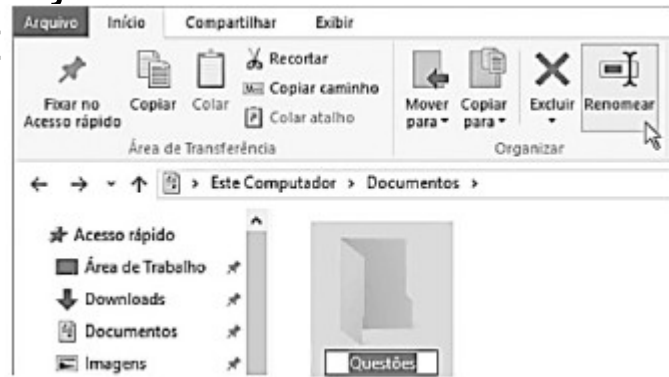 Arquivo Início Compartilhar Exibir
Fixar no Acesso rápido
Copiar
Colar
Recortar
Copiar caminho
Colar atalho
Área de Transferência
Mover para
Copiar para
Excluir
Renomear
Organizar
Este Computador > Documentos >
Acesso rápido
Área de Trabalho
Downloads
Documentos
Imagens
Questões